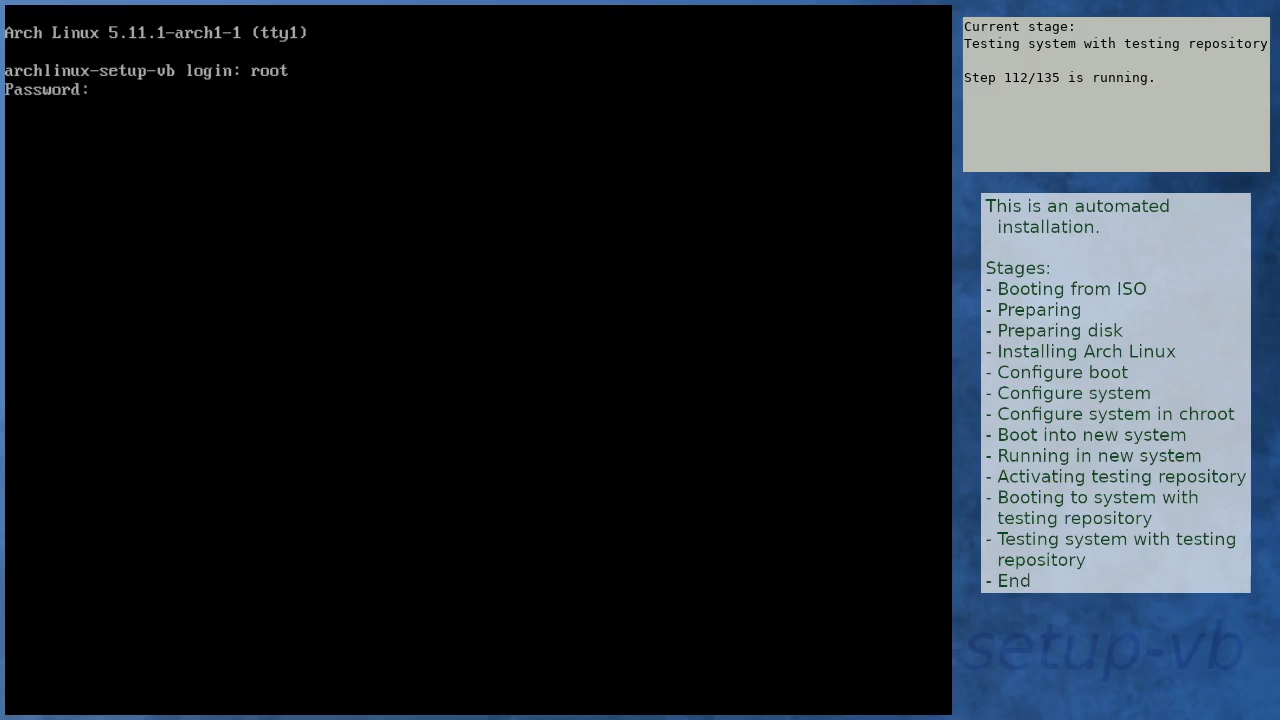 Arch Linux 5.11.1-arch1-1 (tty1)
archlinux-setup-vb login: root
Password:
Current stage:
Testing system with testing repository
Step 112/135 is running.
This is an automated
installation.
Stages:
- Booting from ISO
- Preparing
- Preparing disk
- Installing Arch Linux
- Configure boot
- Configure system
- Configure system in chroot
- Boot into new system
- Running in new system
- Activating testing repository
- Booting to system with
testing repository
- Testing system with testing
repository
- End
-setup-vb